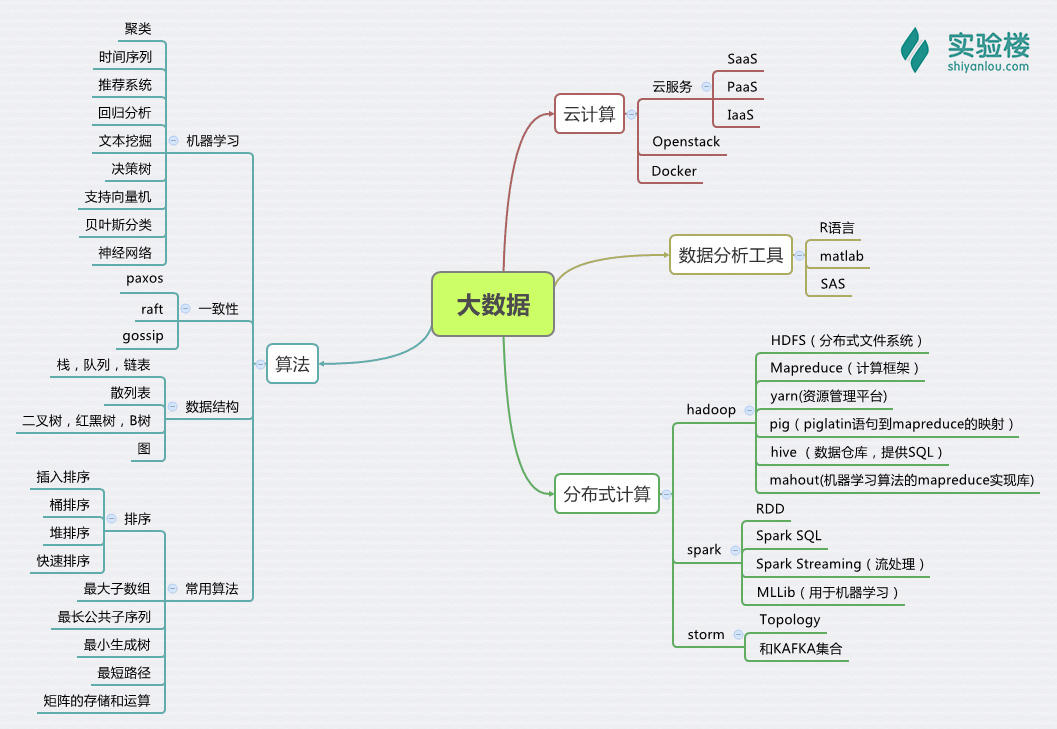 实验楼
shiyanlou.com
大数据
云计算
云服务
SaaS
PaaS
IaaS
Openstack
Docker
数据分析工具
R语言
matlab
SAS
分布式计算
hadoop
HDFS（分布式文件系统）
Mapreduce（计算框架）
yarn(资源管理平台)
pig（piglatin语句到mapreduce的映射）
hive （数据仓库，提供SQL）
mahout(机器学习算法的mapreduce实现库)
spark
RDD
Spark SQL
Spark Streaming（流处理）
MLLib（用于机器学习）
storm
Topology
和KAFKA集合
算法
机器学习
聚类
时间序列
推荐系统
回归分析
文本挖掘
决策树
支持向量机
贝叶斯分类
神经网络
一致性
paxos
raft
gossip
数据结构
栈，队列，链表
散列表
二叉树，红黑树，B树
图
常用算法
排序
插入排序
桶排序
堆排序
快速排序
最大子数组
最长公共子序列
最小生成树
最短路径
矩阵的存储和运算